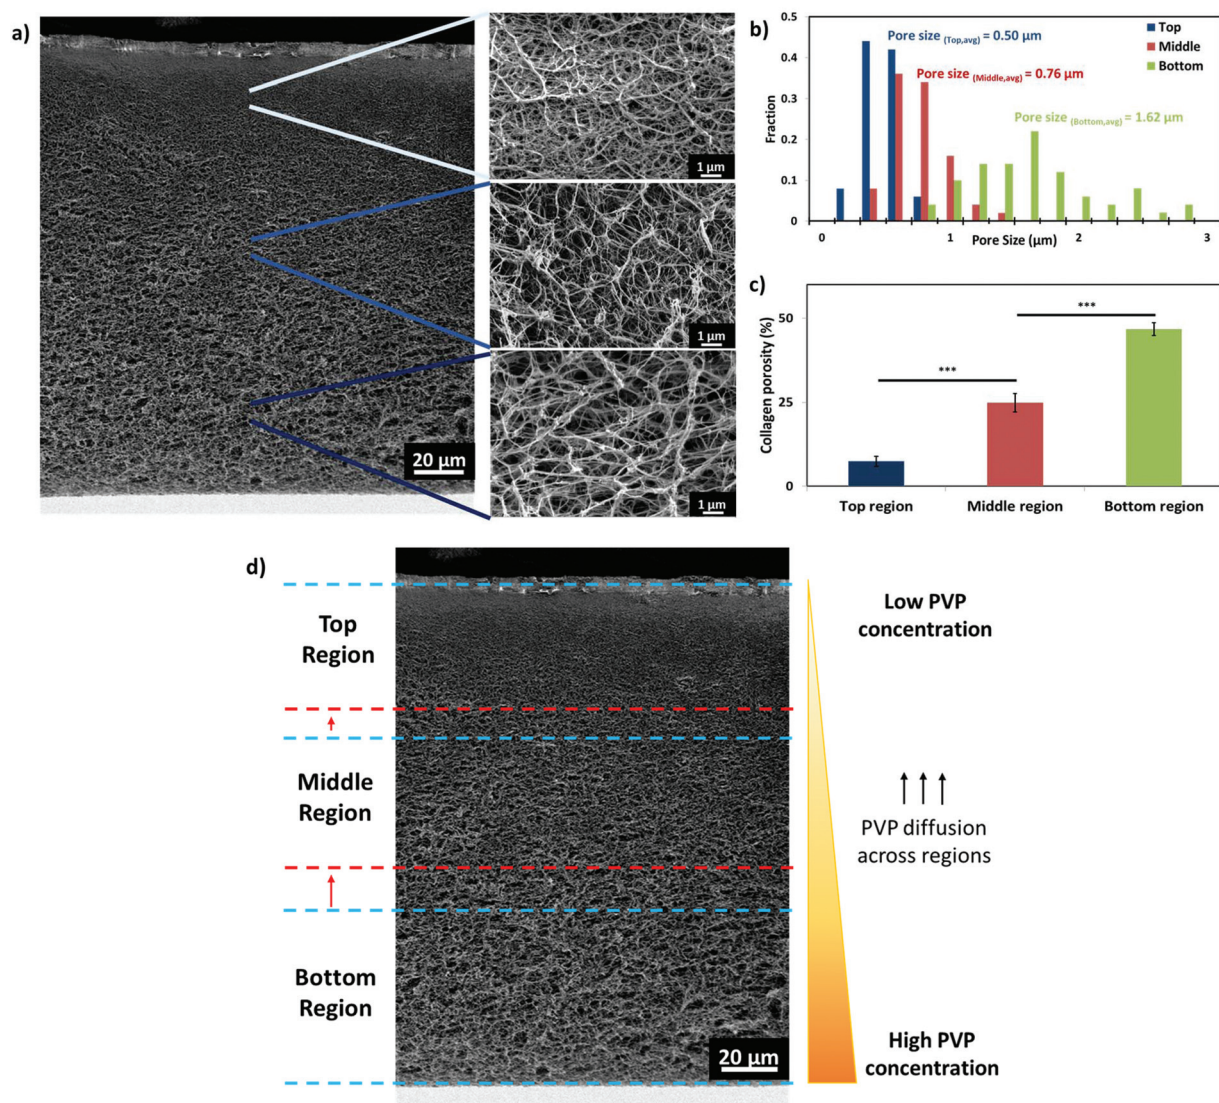 a)
1 µm
1 µm
1 µm
20 µm
b)
0.5
0.4
0.3
0.2
0.1
0
Fraction
Pore size (Top,avg) = 0.50 µm
Pore size (Middle,avg) = 0.76 µm
Pore size (Bottom,avg) = 1.62 µm
Top
Middle
Bottom
0 1 2 3
Pore Size (µm)
c)
50
25
0
Collagen porosity (%)
***
***
Top region Middle region Bottom region
d)
Top
Region
Middle
Region
Bottom
Region
20 µm
Low PVP
concentration
PVP diffusion
across regions
High PVP
concentration